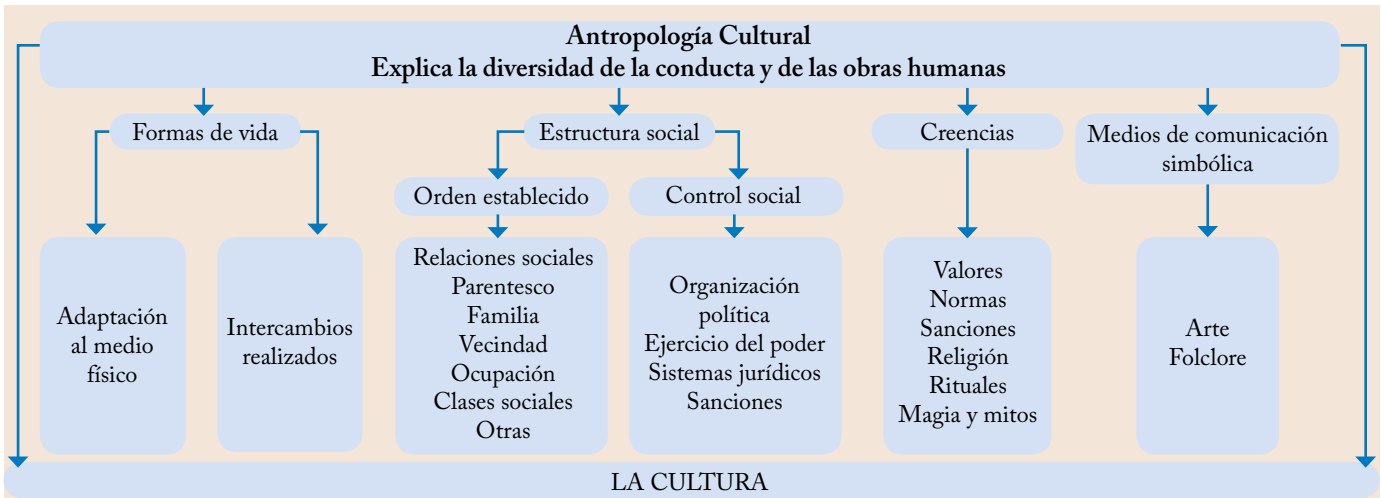 Antropología Cultural
Explica la diversidad de la conducta y de las obras humanas
Formas de vida
Adaptación
al medio
físico
Intercambios
realizados
Estructura social
Orden establecido
Relaciones sociales
Parentesco
Familia
Vecindad
Ocupación
Clases sociales
Otras
Control social
Organización
política
Ejercicio del poder
Sistemas jurídicos
Sanciones
Creencias
Valores
Normas
Sanciones
Religión
Rituales
Magia y mitos
Medios de comunicación
simbólica
Arte
Folclore
LA CULTURA